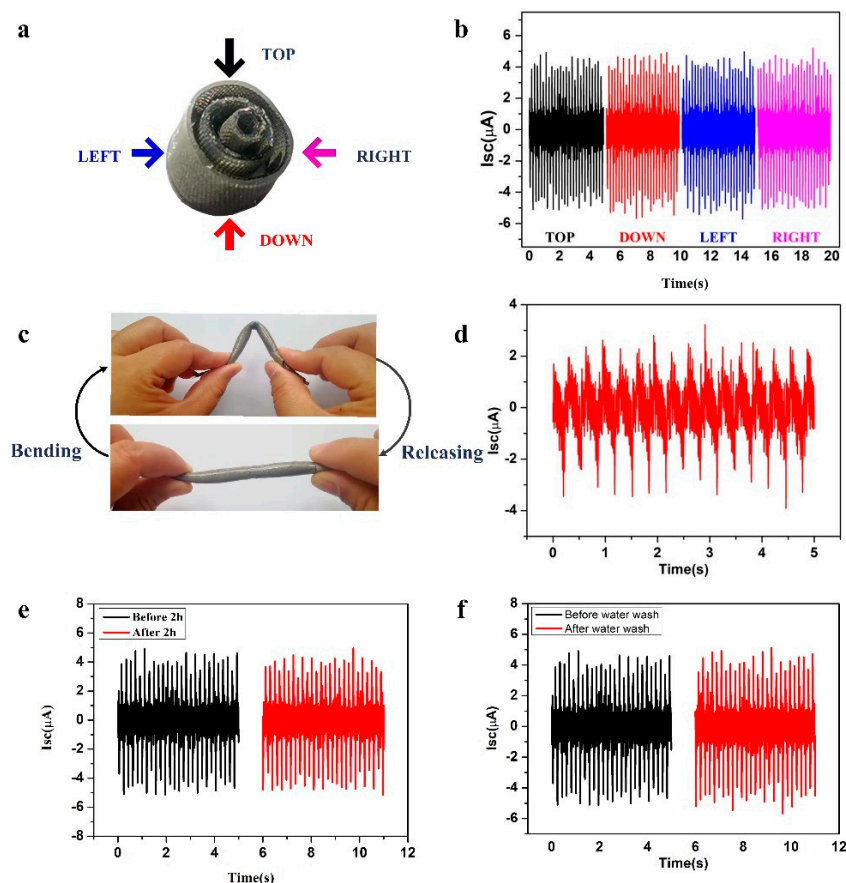 a
TOP
LEFT
RIGHT
DOWN
b
Isc(μA)
6
4
2
0
-2
-4
-6
TOP DOWN LEFT RIGHT
0 2 4 6 8 10 12 14 16 18 20
Time(s)
c
Bending
Releasing
d
Isc(μA)
4
2
0
-2
-4
0 1 2 3 4 5
Time(s)
e
Before 2h
After 2h
Isc(μA)
8
6
4
2
0
-2
-4
-6
-8
0 2 4 6 8 10 12
Time(s)
f
Before water wash
After water wash
Isc(μA)
8
6
4
2
0
-2
-4
-6
0 2 4 6 8 10 12
Time(s)